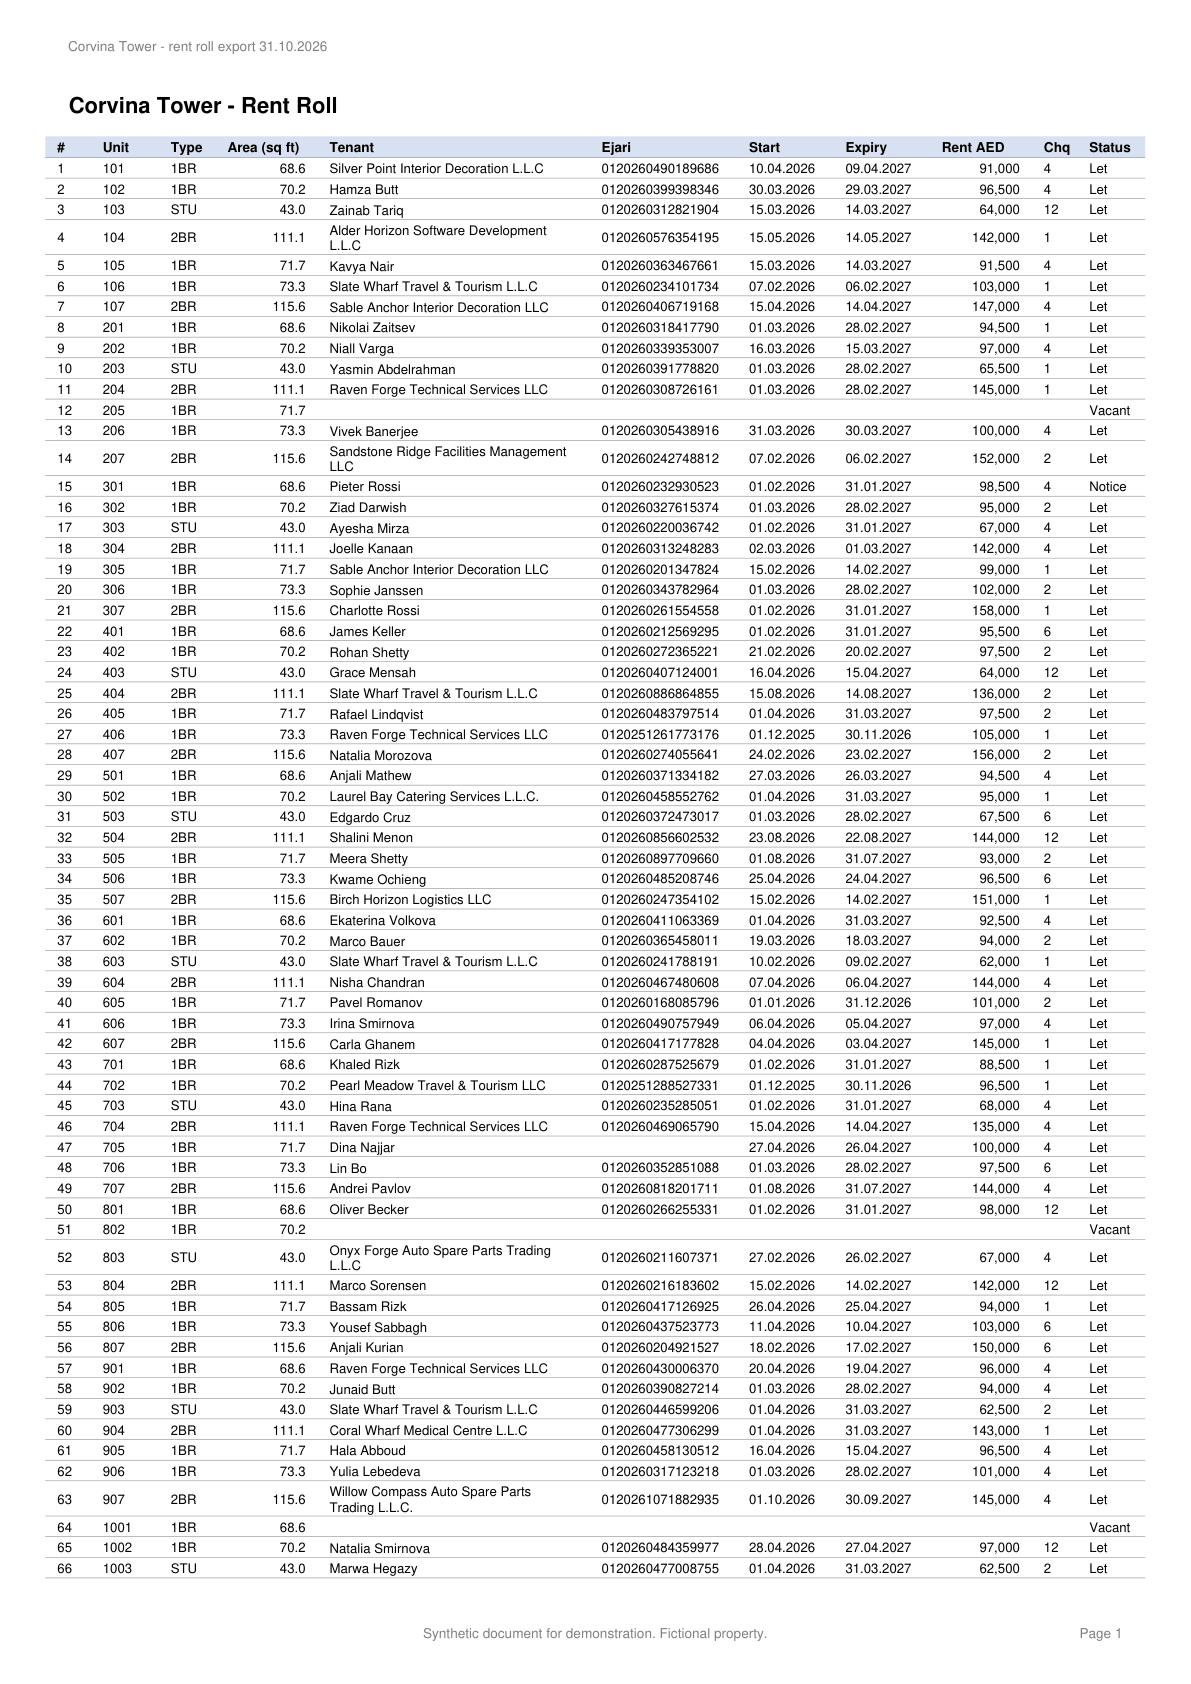 Corvina Tower - rent roll export 31.10.2026
Corvina Tower - Rent Roll
# Unit Type Area (sq ft) Tenant Ejari Start Expiry Rent AED Chq Status
1 101 1BR 68.6 Silver Point Interior Decoration L.L.C 0120260490189686 10.04.2026 09.04.2027 91,000 4 Let
2 102 1BR 70.2 Hamza Butt 0120260399398346 30.03.2026 29.03.2027 96,500 4 Let
3 103 STU 43.0 Zainab Tariq 0120260312821904 15.03.2026 14.03.2027 64,000 12 Let
4 104 2BR 111.1 Alder Horizon Software Development
L.L.C 0120260576354195 15.05.2026 14.05.2027 142,000 1 Let
5 105 1BR 71.7 Kavya Nair 0120260363467661 15.03.2026 14.03.2027 91,500 4 Let
6 106 1BR 73.3 Slate Wharf Travel & Tourism L.L.C 0120260234101734 07.02.2026 06.02.2027 103,000 1 Let
7 107 2BR 115.6 Sable Anchor Interior Decoration LLC 0120260406719168 15.04.2026 14.04.2027 147,000 4 Let
8 201 1BR 68.6 Nikolai Zaitsev 0120260318417790 01.03.2026 28.02.2027 94,500 1 Let
9 202 1BR 70.2 Niall Varga 0120260339353007 16.03.2026 15.03.2027 97,000 4 Let
10 203 STU 43.0 Yasmin Abdelrahman 0120260391778820 01.03.2026 28.02.2027 65,500 1 Let
11 204 2BR 111.1 Raven Forge Technical Services LLC 0120260308726161 01.03.2026 28.02.2027 145,000 1 Let
12 205 1BR 71.7 Vacant
13 206 1BR 73.3 Vivek Banerjee 0120260305438916 31.03.2026 30.03.2027 100,000 4 Let
14 207 2BR 115.6 Sandstone Ridge Facilities Management
LLC 0120260242748812 07.02.2026 06.02.2027 152,000 2 Let
15 301 1BR 68.6 Pieter Rossi 0120260232930523 01.02.2026 31.01.2027 98,500 4 Notice
16 302 1BR 70.2 Ziad Darwish 0120260327615374 01.03.2026 28.02.2027 95,000 2 Let
17 303 STU 43.0 Ayesha Mirza 0120260220036742 01.02.2026 31.01.2027 67,000 4 Let
18 304 2BR 111.1 Joelle Kanaan 0120260313248283 02.03.2026 01.03.2027 142,000 4 Let
19 305 1BR 71.7 Sable Anchor Interior Decoration LLC 0120260201347824 15.02.2026 14.02.2027 99,000 1 Let
20 306 1BR 73.3 Sophie Janssen 0120260343782964 01.03.2026 28.02.2027 102,000 2 Let
21 307 2BR 115.6 Charlotte Rossi 0120260261554558 01.02.2026 31.01.2027 158,000 1 Let
22 401 1BR 68.6 James Keller 0120260212569295 01.02.2026 31.01.2027 95,500 6 Let
23 402 1BR 70.2 Rohan Shetty 0120260272365221 21.02.2026 20.02.2027 97,500 2 Let
24 403 STU 43.0 Grace Mensah 0120260407124001 16.04.2026 15.04.2027 64,000 12 Let
25 404 2BR 111.1 Slate Wharf Travel & Tourism L.L.C 0120260886864855 15.08.2026 14.08.2027 136,000 2 Let
26 405 1BR 71.7 Rafael Lindqvist 0120260483797514 01.04.2026 31.03.2027 97,500 2 Let
27 406 1BR 73.3 Raven Forge Technical Services LLC 0120251261773176 01.12.2025 30.11.2026 105,000 1 Let
28 407 2BR 115.6 Natalia Morozova 0120260274055641 24.02.2026 23.02.2027 156,000 2 Let
29 501 1BR 68.6 Anjali Mathew 0120260371334182 27.03.2026 26.03.2027 94,500 4 Let
30 502 1BR 70.2 Laurel Bay Catering Services L.L.C. 0120260458552762 01.04.2026 31.03.2027 95,000 1 Let
31 503 STU 43.0 Edgardo Cruz 0120260372473017 01.03.2026 28.02.2027 67,500 6 Let
32 504 2BR 111.1 Shalini Menon 0120260856602532 23.08.2026 22.08.2027 144,000 12 Let
33 505 1BR 71.7 Meera Shetty 0120260897709660 01.08.2026 31.07.2027 93,000 2 Let
34 506 1BR 73.3 Kwame Ochieng 0120260485208746 25.04.2026 24.04.2027 96,500 6 Let
35 507 2BR 115.6 Birch Horizon Logistics LLC 0120260247354102 15.02.2026 14.02.2027 151,000 1 Let
36 601 1BR 68.6 Ekaterina Volkova 0120260411063369 01.04.2026 31.03.2027 92,500 4 Let
37 602 1BR 70.2 Marco Bauer 0120260365458011 19.03.2026 18.03.2027 94,000 2 Let
38 603 STU 43.0 Slate Wharf Travel & Tourism L.L.C 0120260241788191 10.02.2026 09.02.2027 62,000 1 Let
39 604 2BR 111.1 Nisha Chandran 0120260467480608 07.04.2026 06.04.2027 144,000 4 Let
40 605 1BR 71.7 Pavel Romanov 0120260168085796 01.01.2026 31.12.2026 101,000 2 Let
41 606 1BR 73.3 Irina Smirnova 0120260490757949 06.04.2026 05.04.2027 97,000 4 Let
42 607 2BR 115.6 Carla Ghanem 0120260417177828 04.04.2026 03.04.2027 145,000 1 Let
43 701 1BR 68.6 Khaled Rizk 0120260287525679 01.02.2026 31.01.2027 88,500 1 Let
44 702 1BR 70.2 Pearl Meadow Travel & Tourism LLC 0120251288527331 01.12.2025 30.11.2026 96,500 1 Let
45 703 STU 43.0 Hina Rana 0120260235285051 01.02.2026 31.01.2027 68,000 4 Let
46 704 2BR 111.1 Raven Forge Technical Services LLC 0120260469065790 15.04.2026 14.04.2027 135,000 4 Let
47 705 1BR 71.7 Dina Najjar 27.04.2026 26.04.2027 100,000 4 Let
48 706 1BR 73.3 Lin Bo 0120260352851088 01.03.2026 28.02.2027 97,500 6 Let
49 707 2BR 115.6 Andrei Pavlov 0120260818201711 01.08.2026 31.07.2027 144,000 4 Let
50 801 1BR 68.6 Oliver Becker 0120260266255331 01.02.2026 31.01.2027 98,000 12 Let
51 802 1BR 70.2 Vacant
52 803 STU 43.0 Onyx Forge Auto Spare Parts Trading
L.L.C 0120260211607371 27.02.2026 26.02.2027 67,000 4 Let
53 804 2BR 111.1 Marco Sorensen 0120260216183602 15.02.2026 14.02.2027 142,000 12 Let
54 805 1BR 71.7 Bassam Rizk 0120260417126925 26.04.2026 25.04.2027 94,000 1 Let
55 806 1BR 73.3 Yousef Sabbagh 0120260437523773 11.04.2026 10.04.2027 103,000 6 Let
56 807 2BR 115.6 Anjali Kurian 0120260204921527 18.02.2026 17.02.2027 150,000 6 Let
57 901 1BR 68.6 Raven Forge Technical Services LLC 0120260430006370 20.04.2026 19.04.2027 96,000 4 Let
58 902 1BR 70.2 Junaid Butt 0120260390827214 01.03.2026 28.02.2027 94,000 4 Let
59 903 STU 43.0 Slate Wharf Travel & Tourism L.L.C 0120260446599206 01.04.2026 31.03.2027 62,500 2 Let
60 904 2BR 111.1 Coral Wharf Medical Centre L.L.C 0120260477306299 01.04.2026 31.03.2027 143,000 1 Let
61 905 1BR 71.7 Hala Abboud 0120260458130512 16.04.2026 15.04.2027 96,500 4 Let
62 906 1BR 73.3 Yulia Lebedeva 0120260317123218 01.03.2026 28.02.2027 101,000 4 Let
63 907 2BR 115.6 Willow Compass Auto Spare Parts
Trading L.L.C. 0120261071882935 01.10.2026 30.09.2027 145,000 4 Let
64 1001 1BR 68.6 Vacant
65 1002 1BR 70.2 Natalia Smirnova 0120260484359977 28.04.2026 27.04.2027 97,000 12 Let
66 1003 STU 43.0 Marwa Hegazy 0120260477008755 01.04.2026 31.03.2027 62,500 2 Let
Synthetic document for demonstration. Fictional property.
Page 1